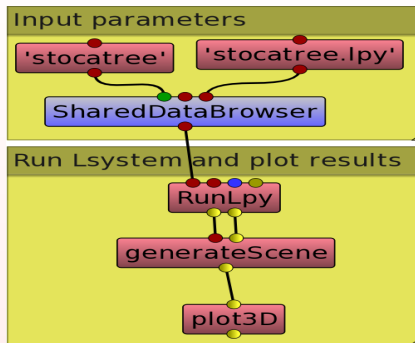 Input parameters
'stocatree'
'stocatree.lpy'
SharedDataBrowser
Run Lsystem and plot results
RunLpy
generateScene
plot3D